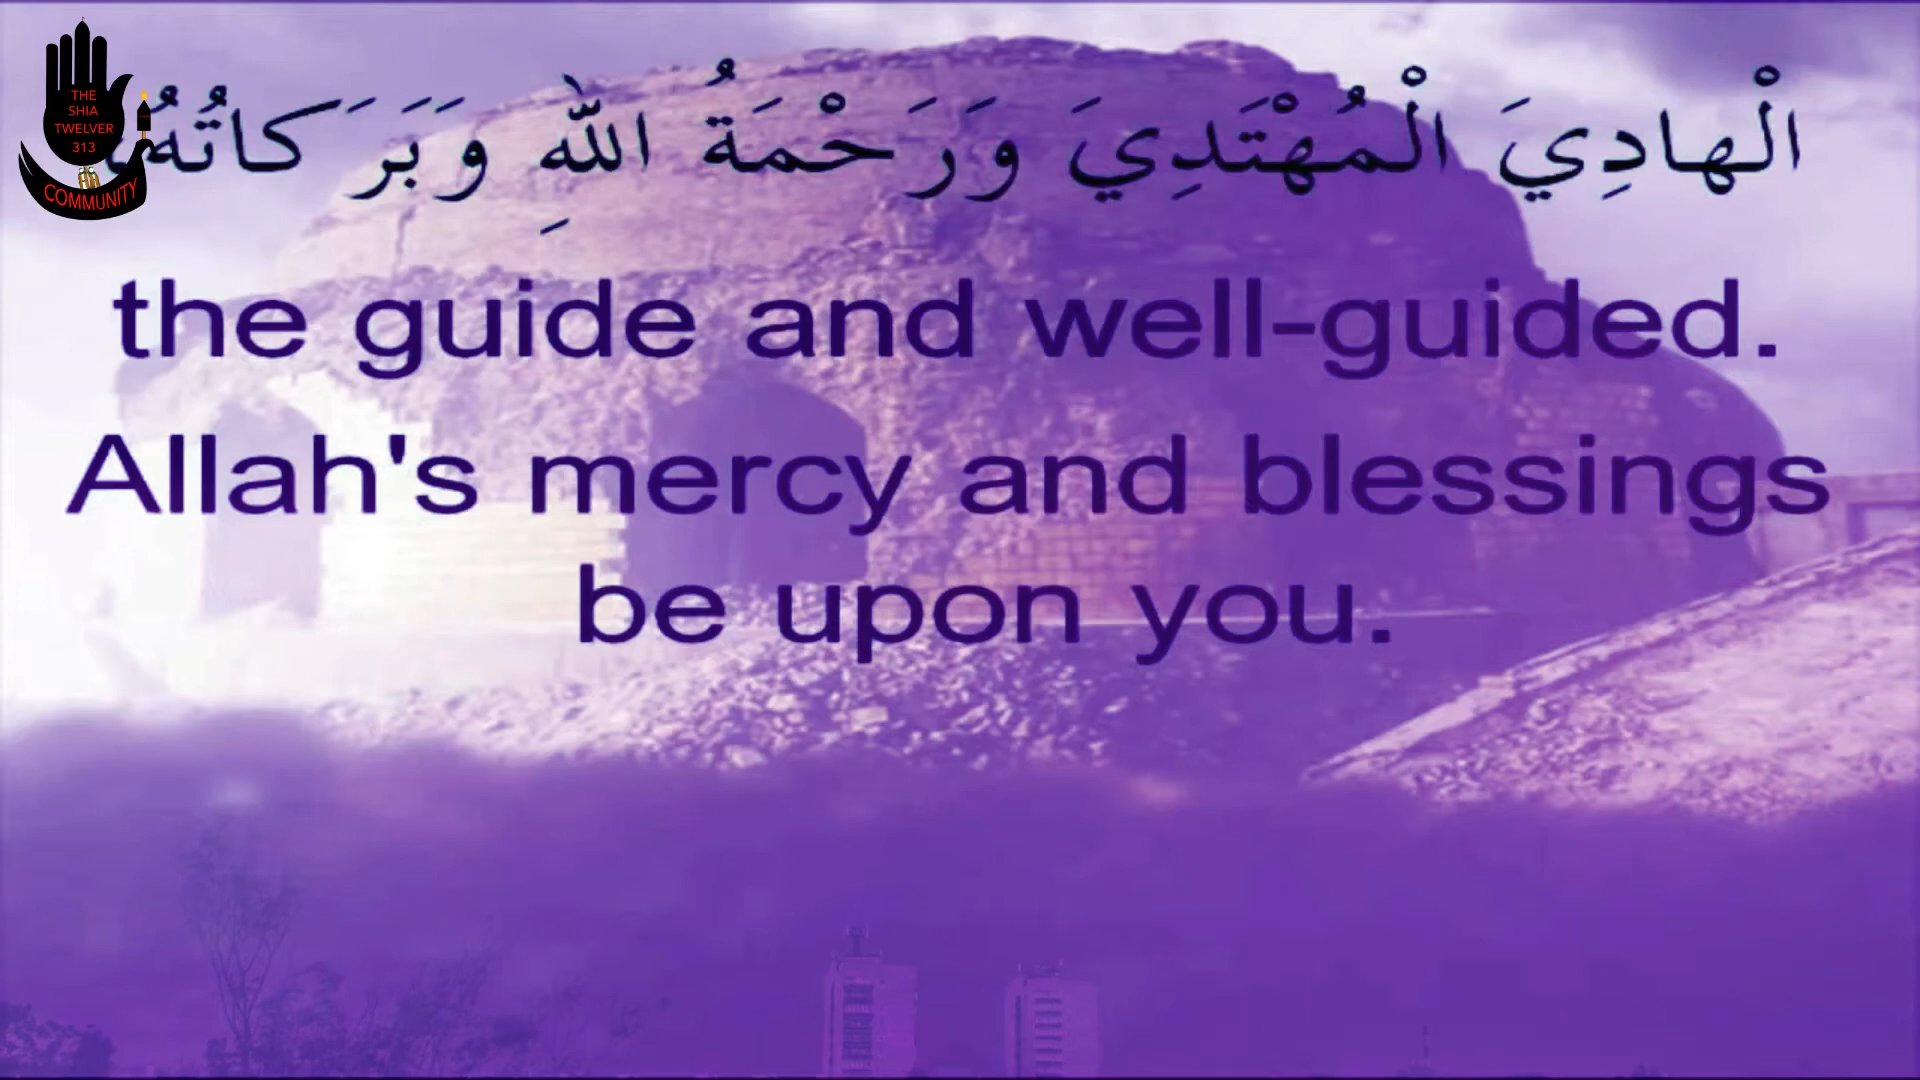 THE
SHIA
TWELVER
313
COMMUNITY
الْهادِيَ الْمُهْتَدِيَ وَرَحْمَةُ اللهِ وَبَرَكاتُهُ
the guide and well-guided.
Allah's mercy and blessings
be upon you.